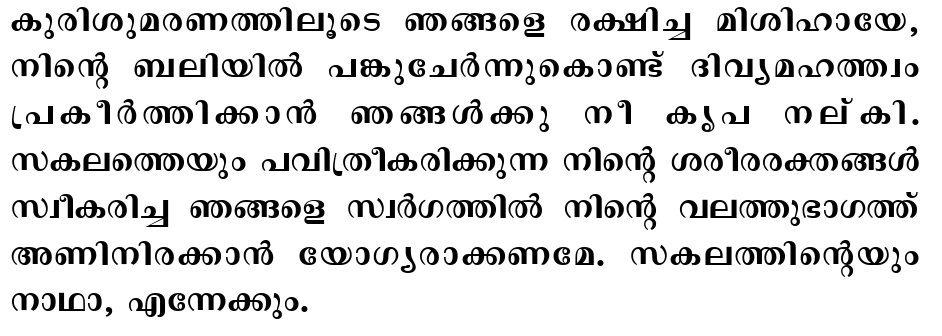 കുരിശുമരണത്തിലൂടെ ഞങ്ങളെ രക്ഷിച്ച മിശിഹായേ,
നിന്റെ ബലിയിൽ പങ്കുചേർന്നുകൊണ്ട് ദിവ്യമഹത്ത്വം
പ്രകീർത്തിക്കാൻ ഞങ്ങൾക്കു നീ കൃപ നല്കി.
സകലത്തെയും പവിത്രീകരിക്കുന്ന നിന്റെ ശരീരരക്തങ്ങൾ
സ്വീകരിച്ച ഞങ്ങളെ സ്വർഗത്തിൽ നിന്റെ വലത്തുഭാഗത്ത്
അണിനിരക്കാൻ യോഗ്യരാക്കണമേ. സകലത്തിന്റെയും
നാഥാ, എന്നേക്കും.